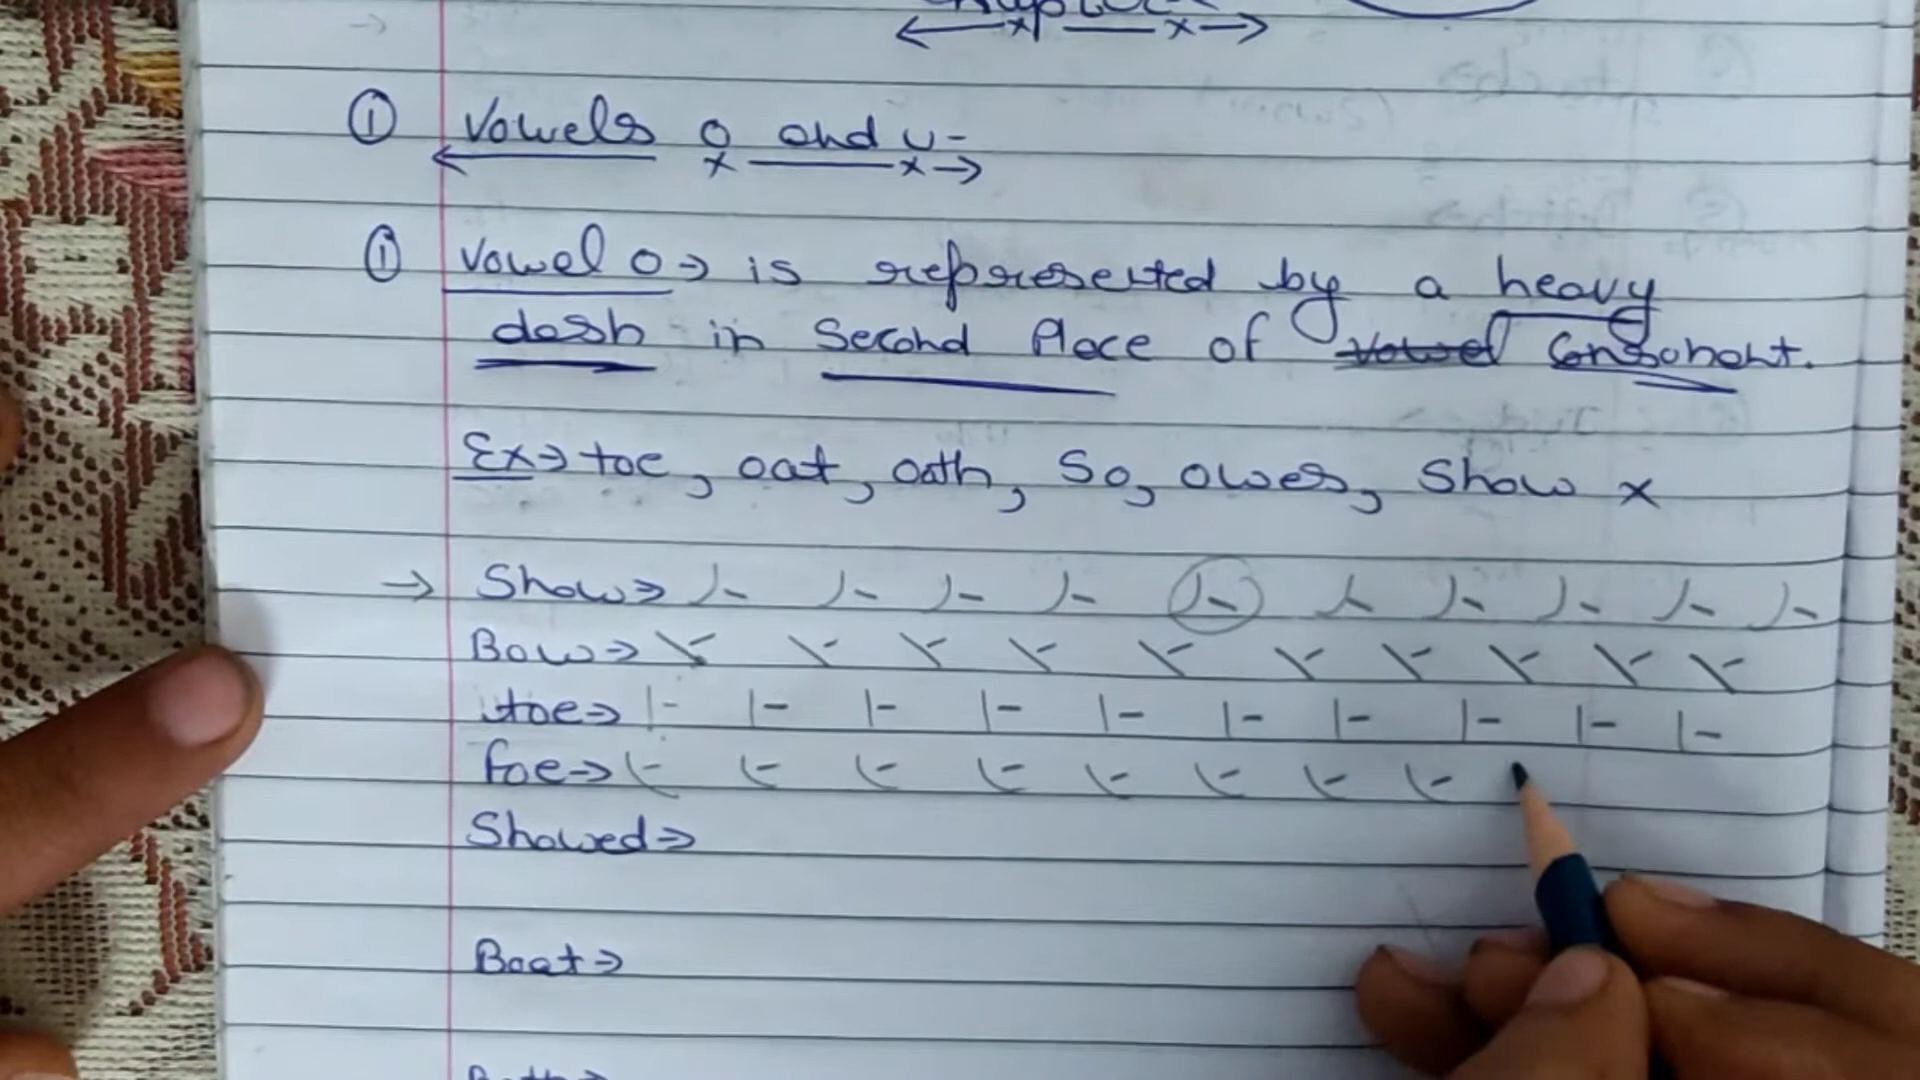 ① Vowels o and u-
① Vowel o → is represented by a heavy
dash in Second Place of Vowel Consonant.
Ex → toe, oat, oath, So, owes, Show x
→ Show →
Bow →
toe →
foe →
Showed →
Boat →